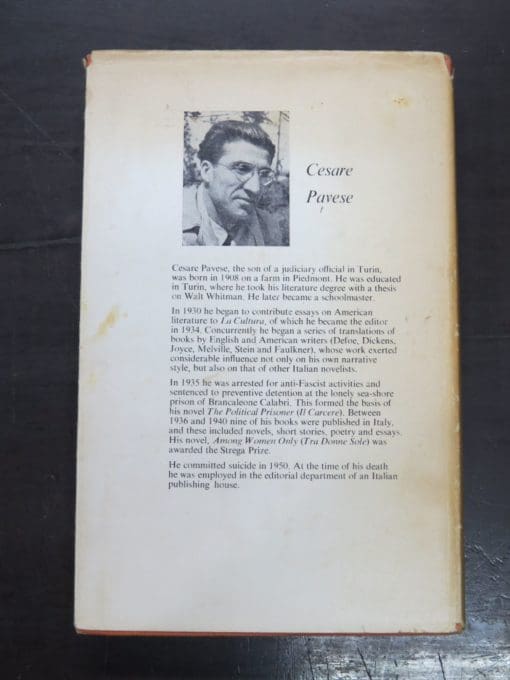 Cesare
Pavese
Cesare Pavese, the son of a judiciary official in Turin,
was born in 1908 on a farm in Piedmont. He was educated
in Turin, where he took his literature degree with a thesis
on Walt Whitman. He later became a schoolmaster.
In 1930 he began to contribute essays on American
literature to La Cultura, of which he became the editor
in 1934. Concurrently he began a series of translations of
books by English and American writers (Defoe, Dickens,
Joyce, Melville, Stein and Faulkner), whose work exerted
considerable influence not only on his own narrative
style, but also on that of other Italian novelists.
In 1935 he was arrested for anti-Fascist activities and
sentenced to preventive detention at the lonely sea-shore
prison of Brancaleone Calabri. This formed the basis of
his novel The Political Prisoner (Il Carcere). Between
1936 and 1940 nine of his books were published in Italy,
and these included novels, short stories, poetry and essays.
His novel, Among Women Only (Tra Donne Sole) was
awarded the Strega Prize.
He committed suicide in 1950. At the time of his death
he was employed in the editorial department of an Italian
publishing house.